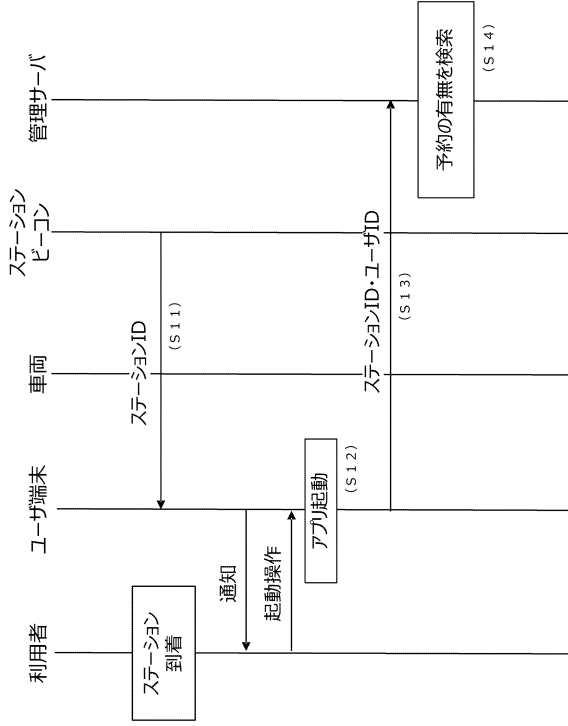 利用者
ユーザ端末
車両
ステーション
ビーコン
管理サーバ
ステーション
到着
ステーションID
(S11)
通知
起動操作
アプリ起動
(S12)
ステーションID・ユーザID
(S13)
予約の有無を検索
(S14)